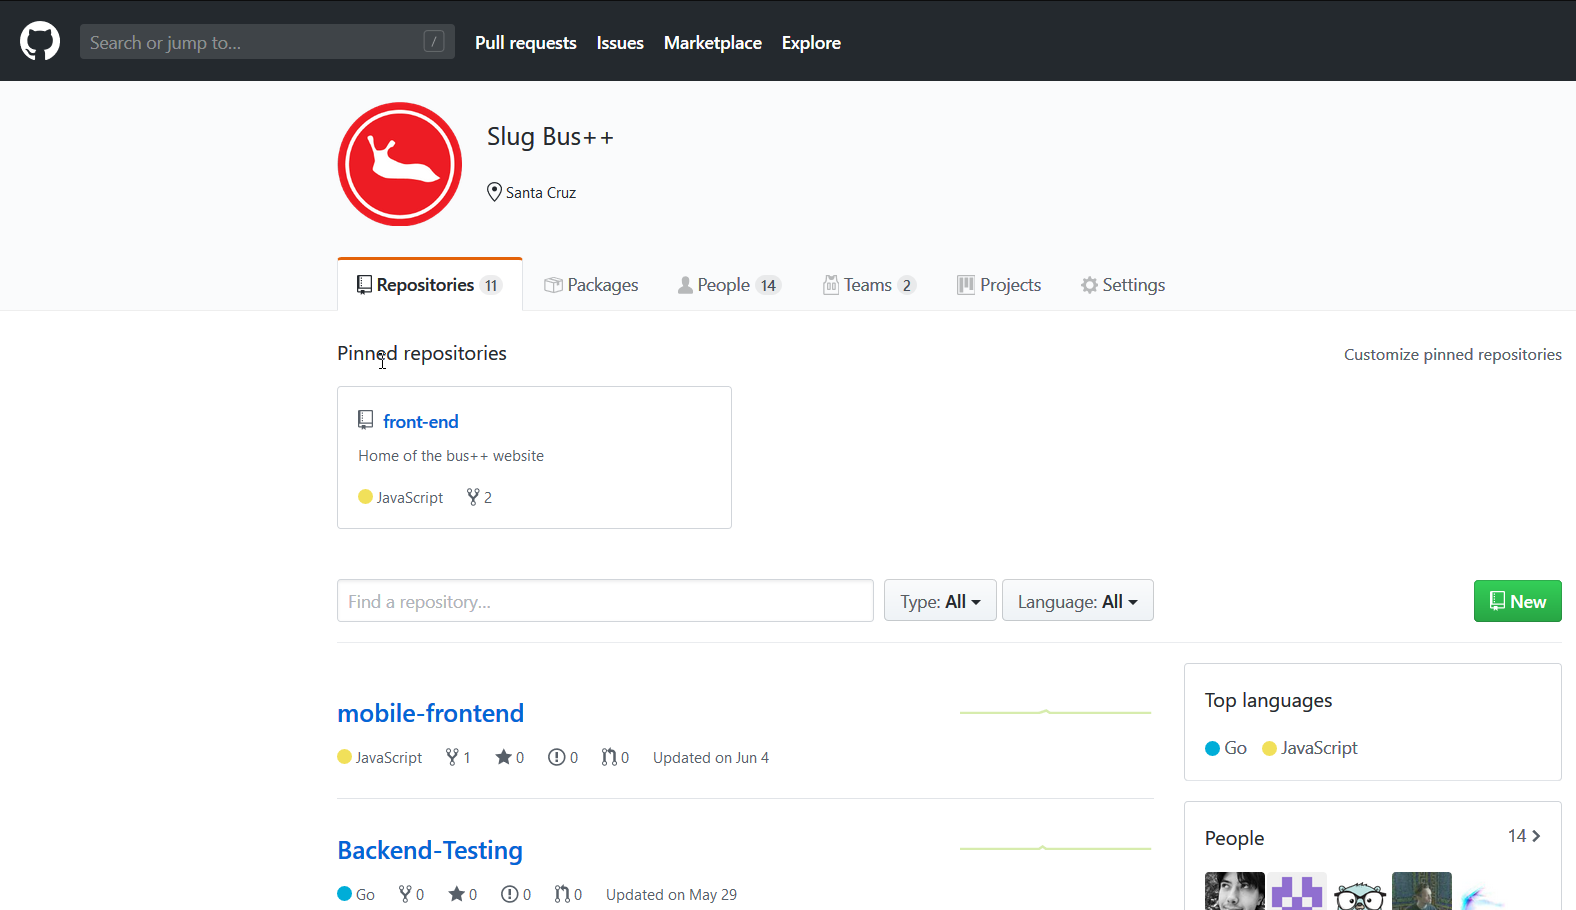 Search or jump to... /
Pull requests Issues Marketplace Explore
Slug Bus++
Santa Cruz
Repositories 11 Packages People 14 Teams 2 Projects Settings
Pinned repositories
Customize pinned repositories
front-end
Home of the bus++ website
JavaScript 2
Find a repository... Type: All Language: All New
mobile-frontend
JavaScript 1 0 0 0 Updated on Jun 4
Backend-Testing
Go 0 0 0 0 Updated on May 29
Top languages
Go JavaScript
People 14